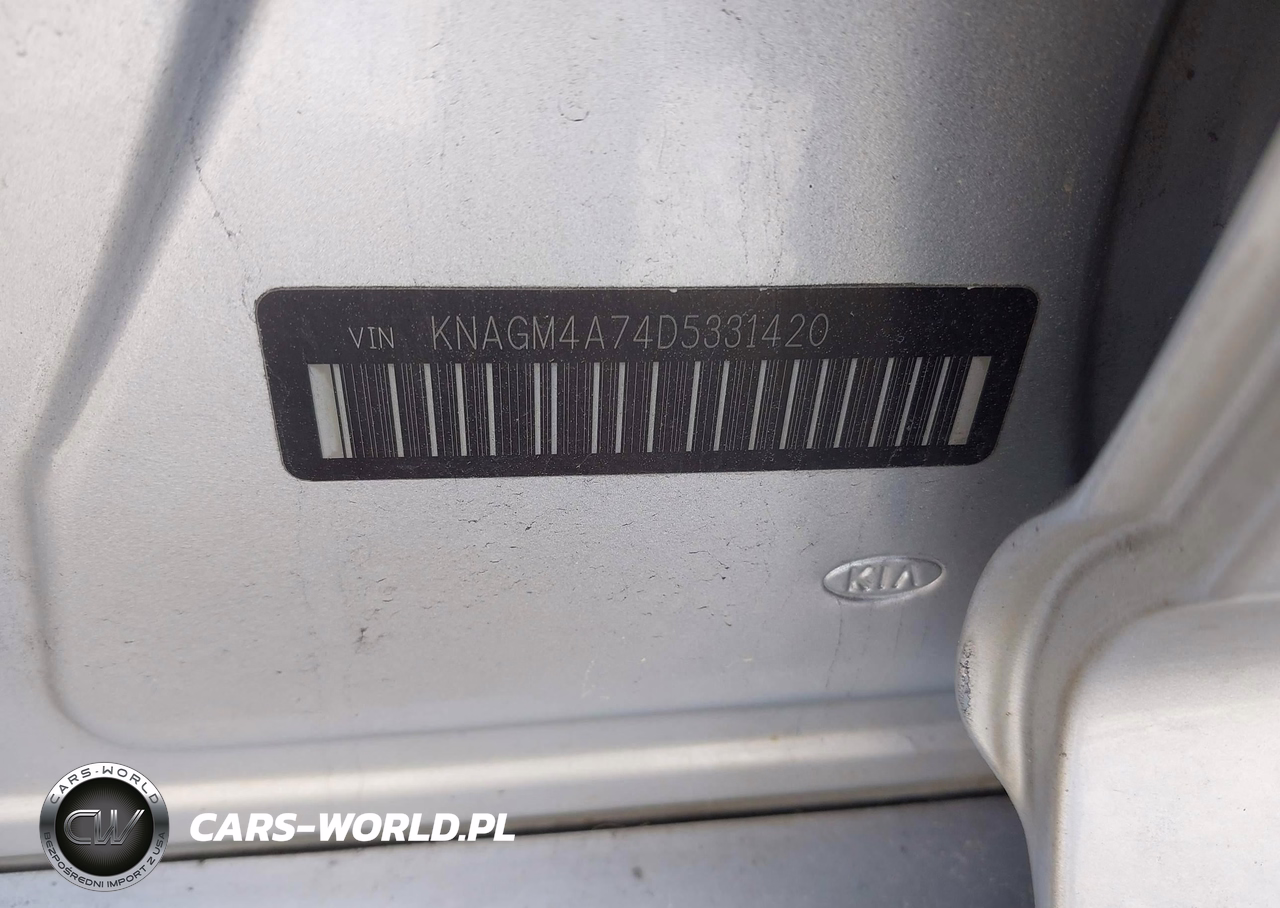 VIN KNAGM4A74D5331420
KIA
CARS-WORLD
CW
BEZPOŚREDNI IMPORT Z USA
CARS-WORLD.PL